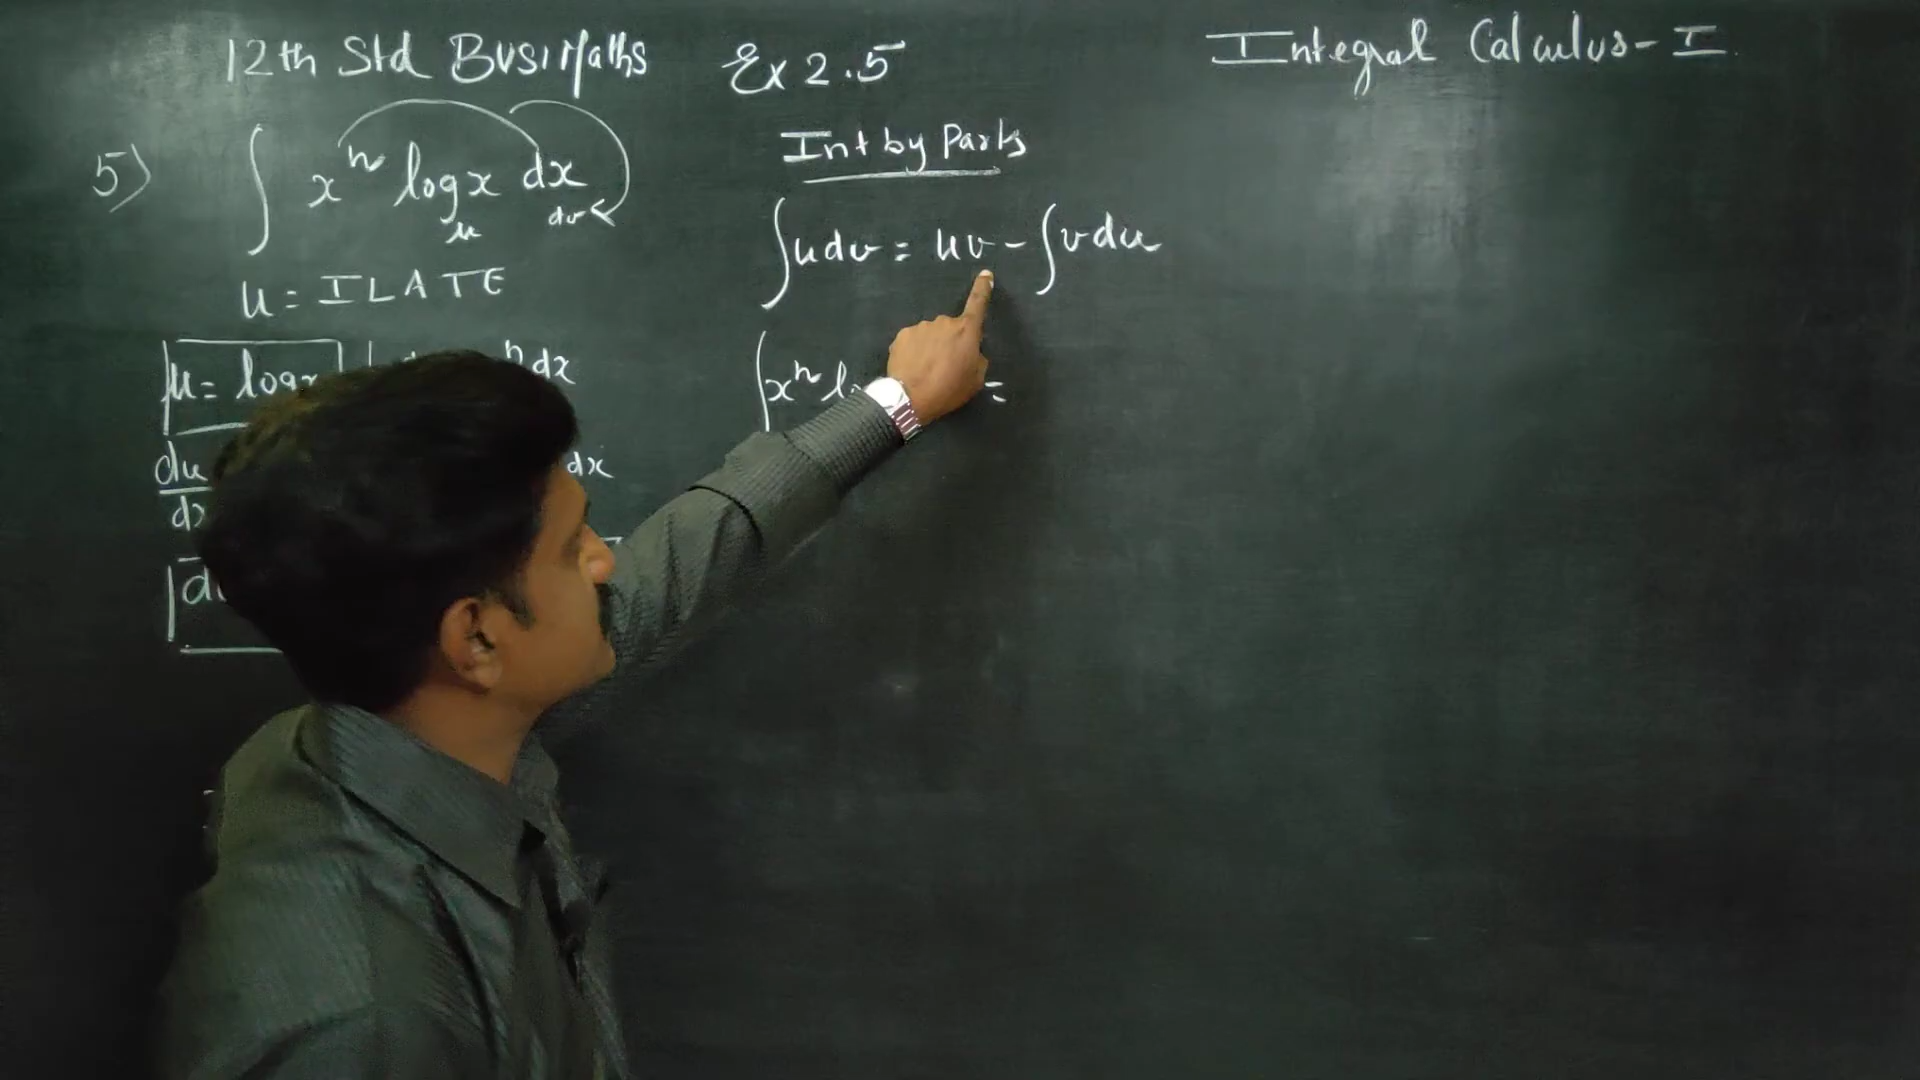 12th Std Busi Maths Ex 2.5 Integral Calculus - I
5) ∫ xⁿ log x dx
u dv
u = ILATE
u = log
ⁿ dx
du
dx
dx
Int by Parts
∫ u dv = uv - ∫ v du
∫ xⁿ =